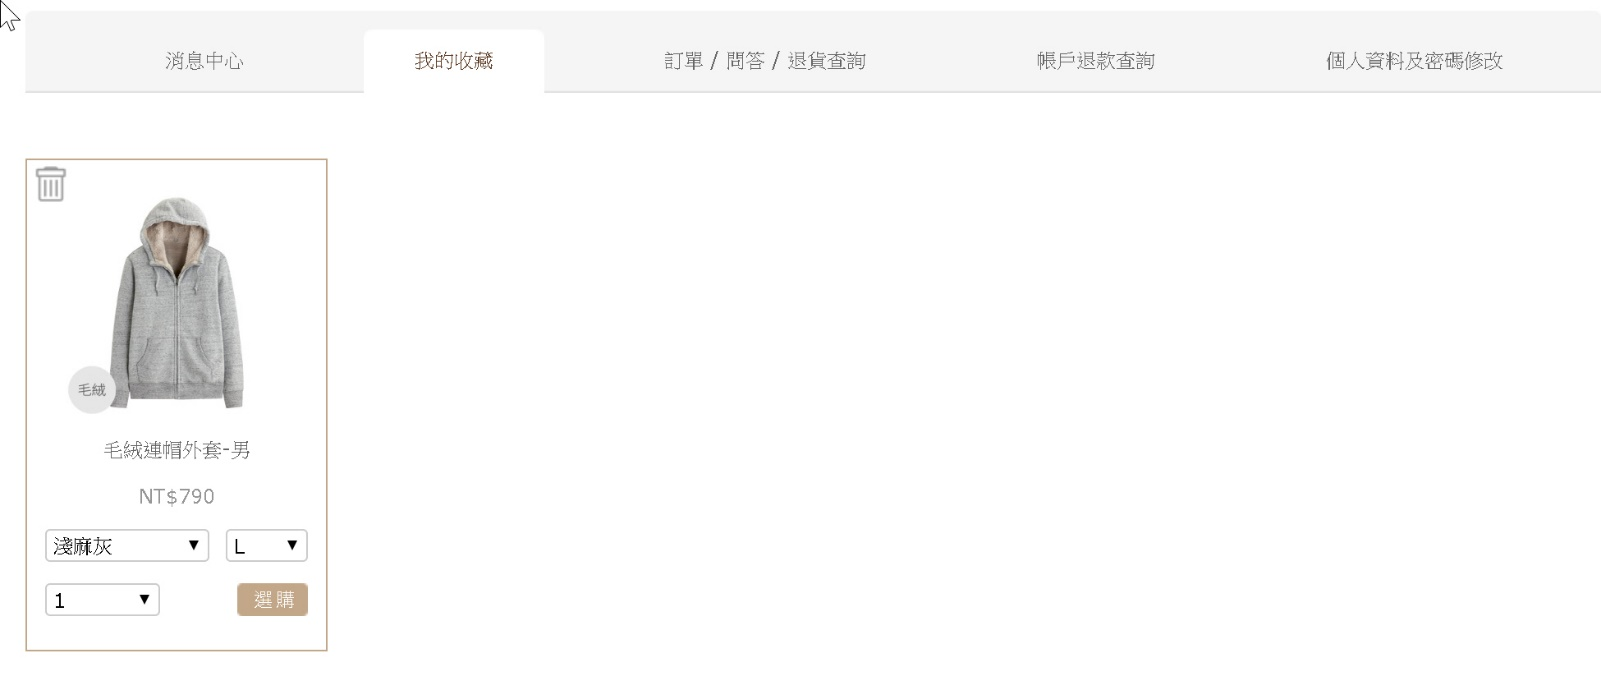 消息中心 我的收藏 訂單 / 問答 / 退貨查詢 帳戶退款查詢 個人資料及密碼修改
毛絨
毛絨連帽外套-男
NT$790
淺麻灰 ▼ L ▼
1 ▼ 選購